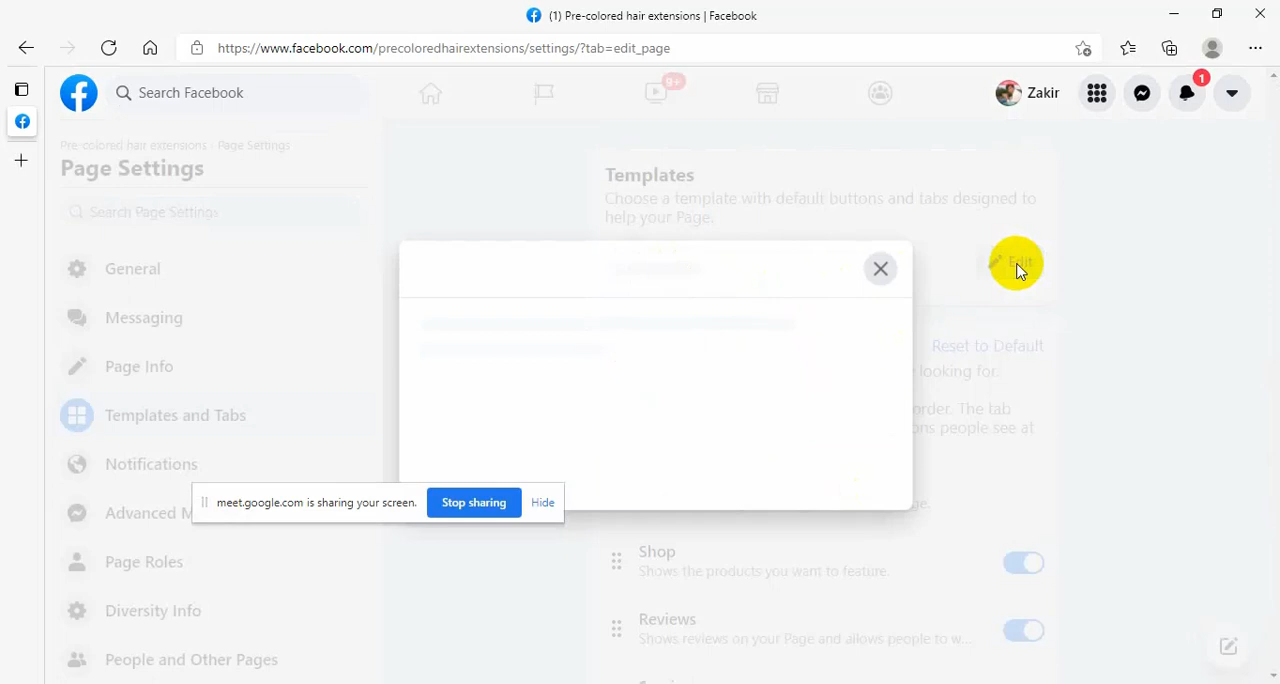 (1) Pre-colored hair extensions | Facebook
https://www.facebook.com/precoloredhairextensions/settings/?tab=edit_page
Search Facebook
9+
Zakir
1
Pre-colored hair extensions › Page Settings
Page Settings
Search Page Settings
General
Messaging
Page Info
Templates and Tabs
Notifications
Advanced M
Page Roles
Diversity Info
People and Other Pages
Templates
Choose a template with default buttons and tabs designed to
help your Page.
Edit
Reset to Default
looking for.
order. The tab
ons people see at
ge.
meet.google.com is sharing your screen.
Stop sharing
Hide
Shop
Shows the products you want to feature.
Reviews
Shows reviews on your Page and allows people to w...